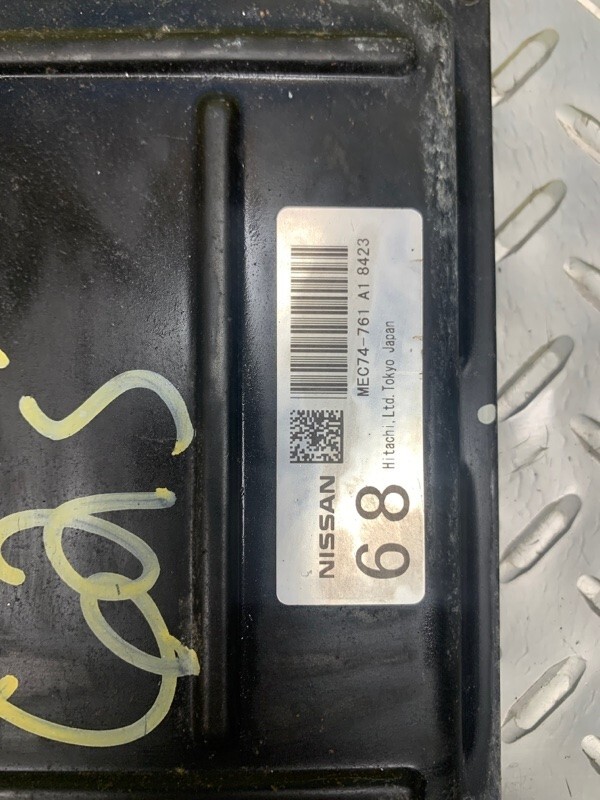 MEC74-761 A1 8423
Hitachi.Ltd.Tokyo Japan
NISSAN
68